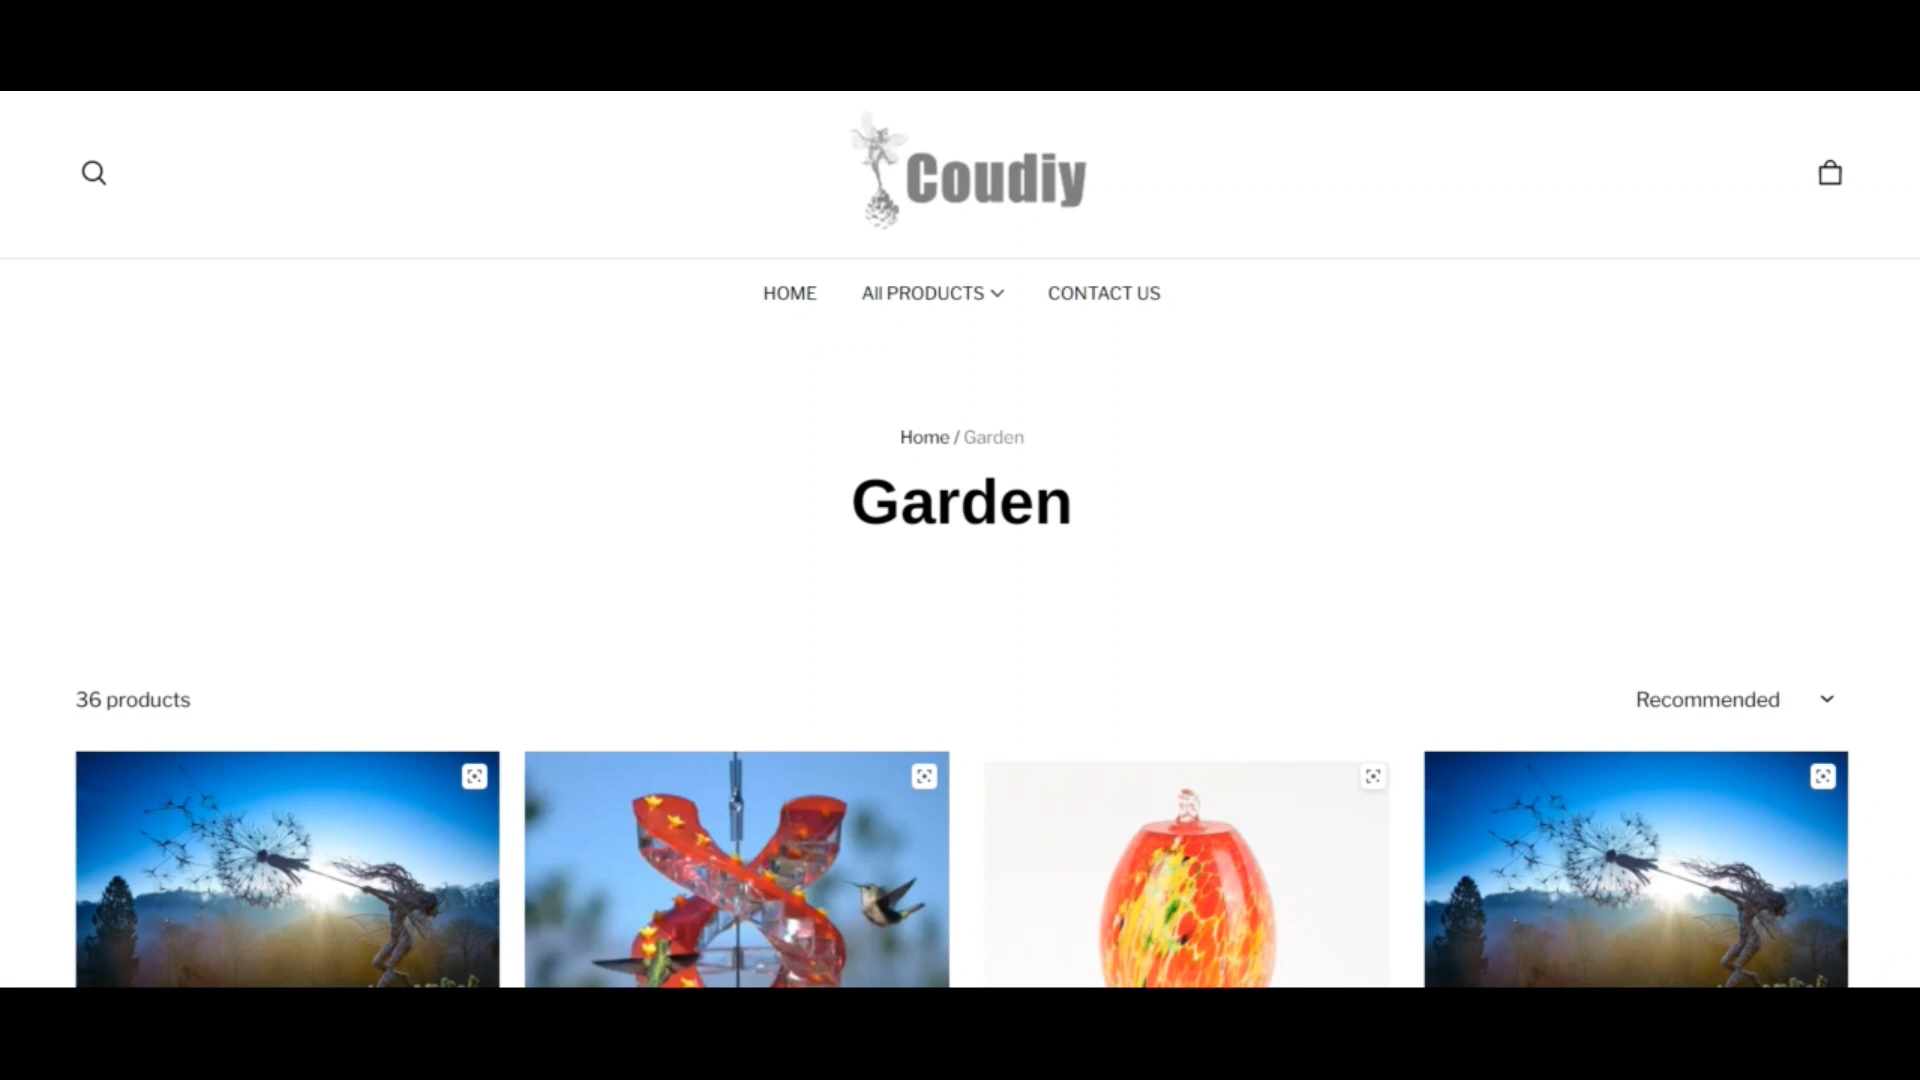 Coudiy
HOME All PRODUCTS CONTACT US
Home / Garden
Garden
36 products Recommended